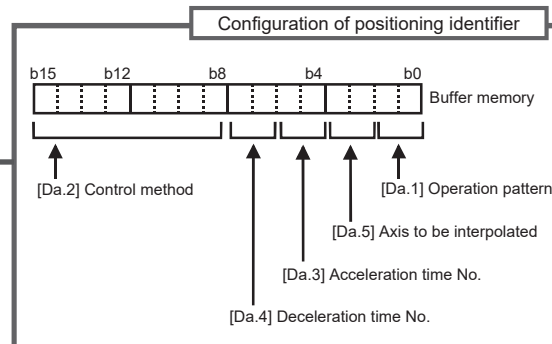 Configuration of positioning identifier
b15 b12 b8 b4 b0
Buffer memory
[Da.2] Control method
[Da.1] Operation pattern
[Da.5] Axis to be interpolated
[Da.3] Acceleration time No.
[Da.4] Deceleration time No.